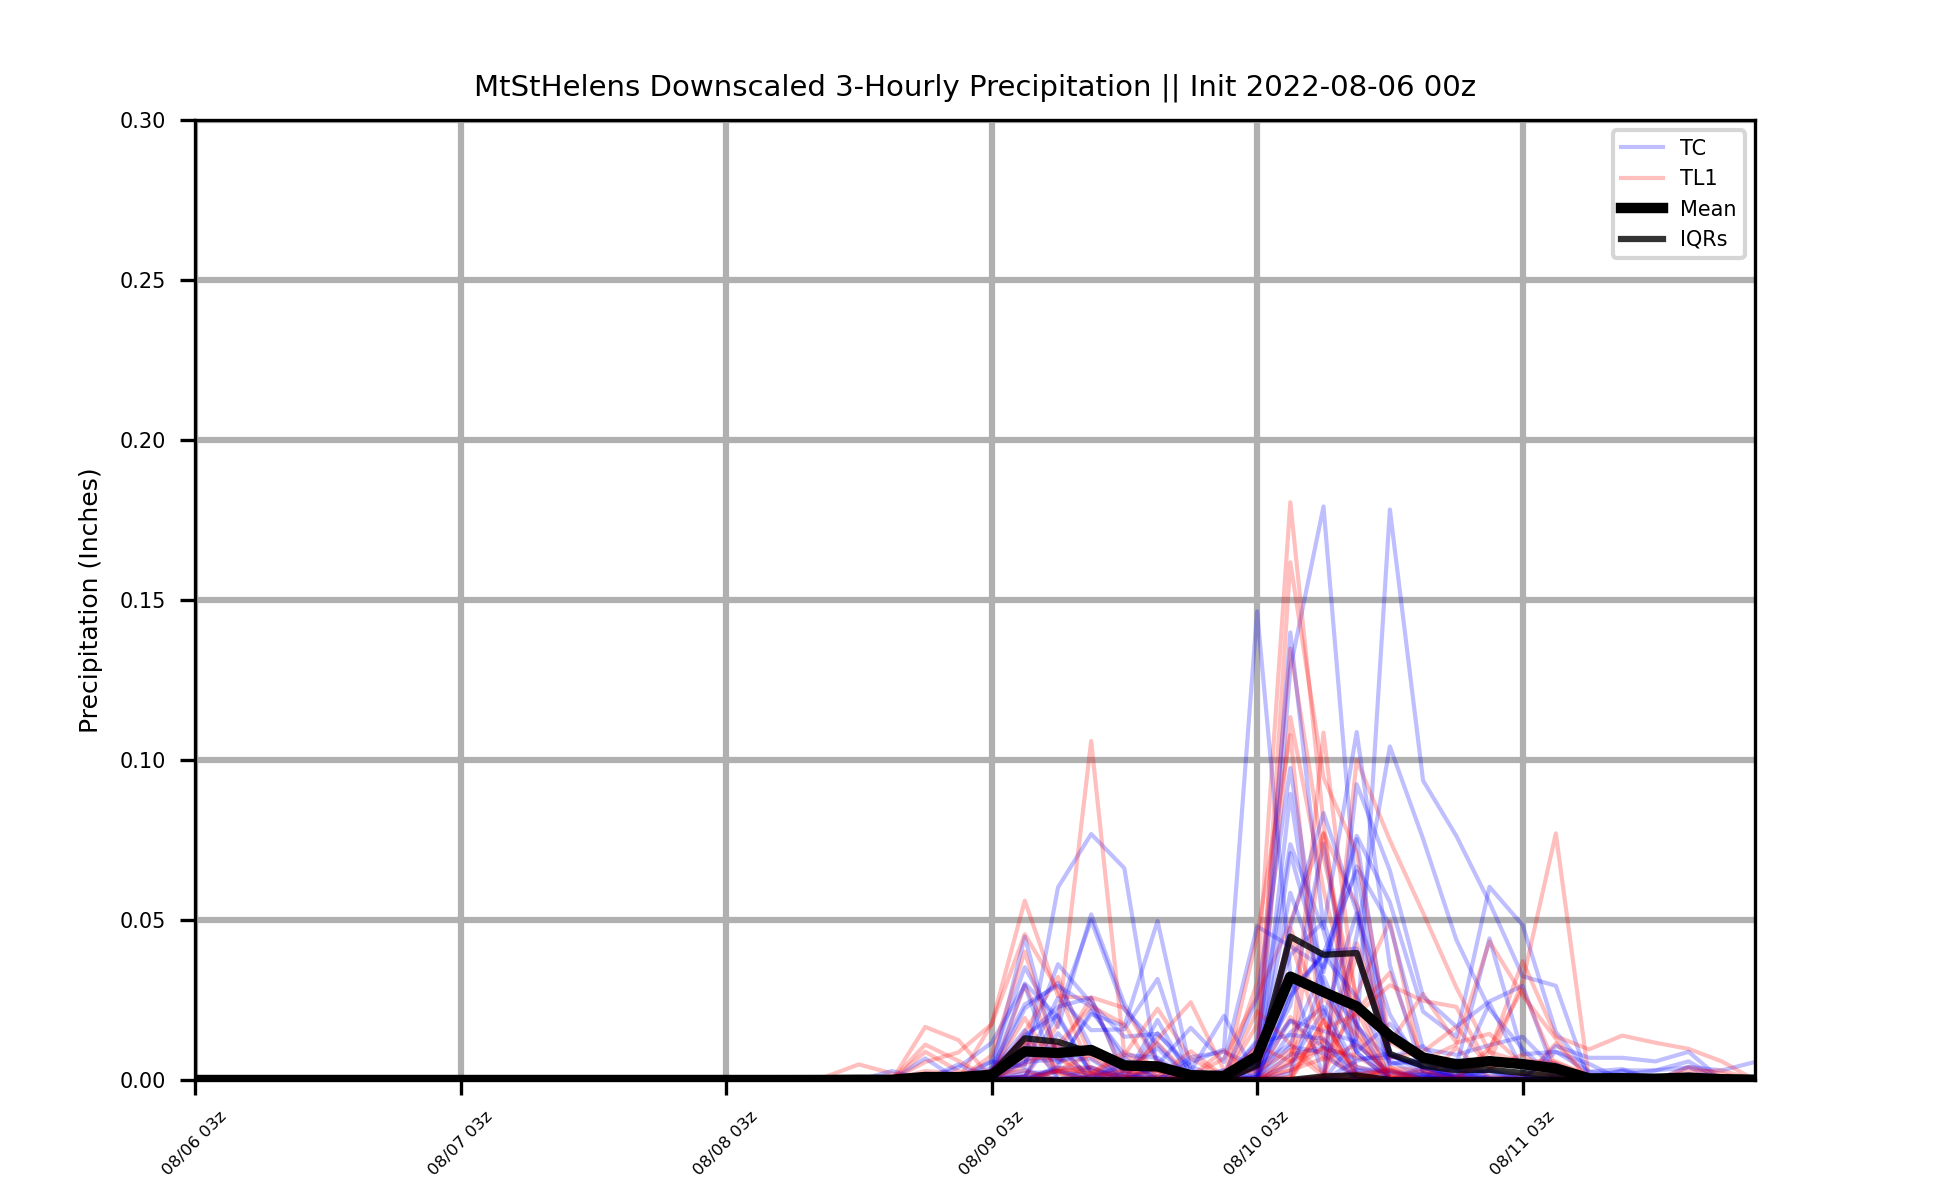 MtStHelens Downscaled 3-Hourly Precipitation || Init 2022-08-06 00z
TC
TL1
Mean
IQRs
Precipitation (Inches)
0.30
0.25
0.20
0.15
0.10
0.05
0.00
08/06 03z
08/07 03z
08/08 03z
08/09 03z
08/10 03z
08/11 03z